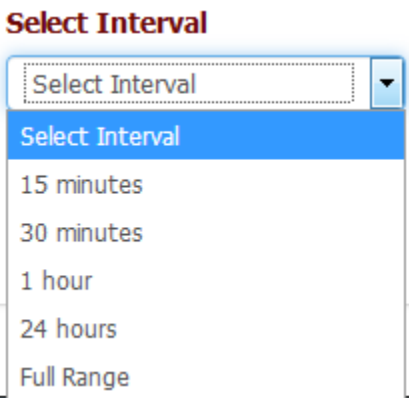 Select Interval
Select Interval
Select Interval
15 minutes
30 minutes
1 hour
24 hours
Full Range